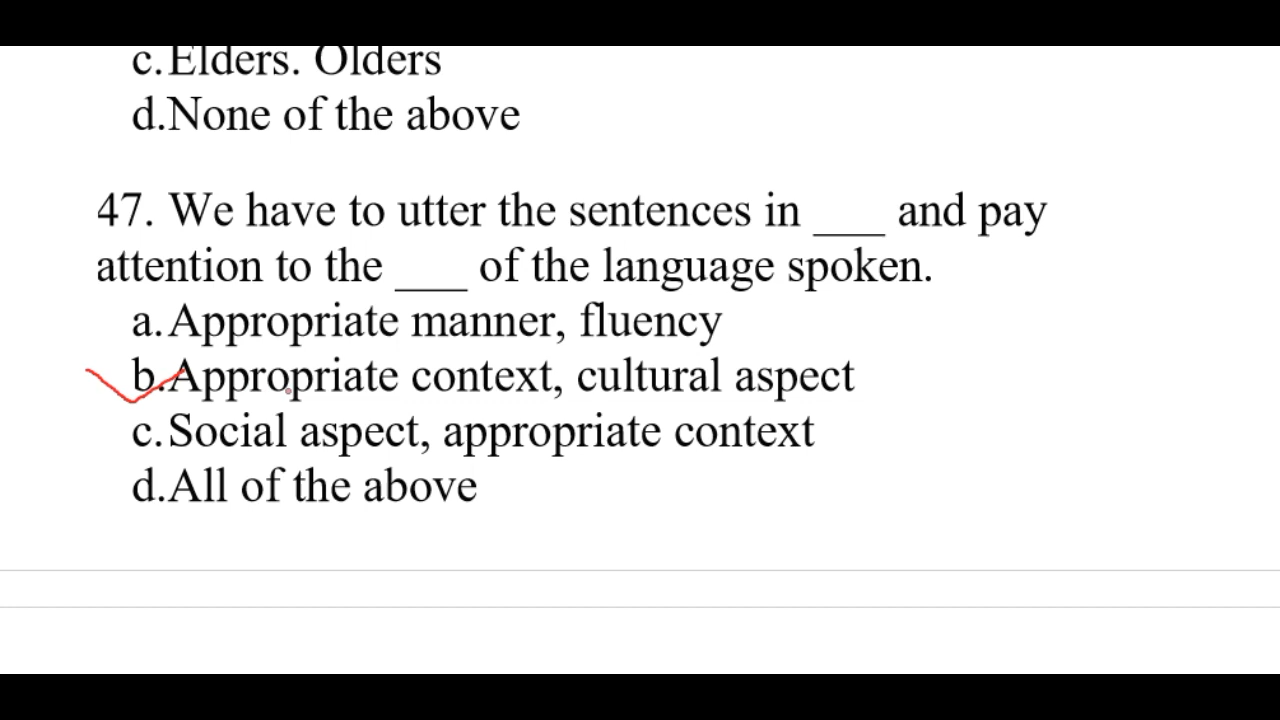 c. Elders. Olders
d. None of the above
47. We have to utter the sentences in ___ and pay
attention to the ___ of the language spoken.
a. Appropriate manner, fluency
b. Appropriate context, cultural aspect
c. Social aspect, appropriate context
d. All of the above